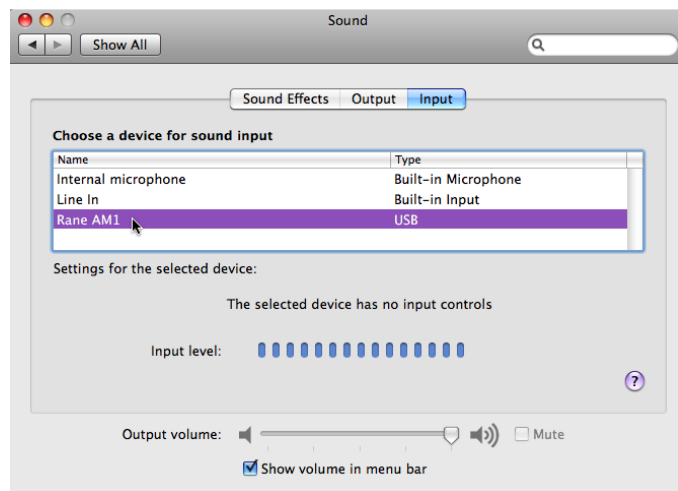 Sound
Show All
Sound Effects Output Input
Choose a device for sound input
Name Type
Internal microphone Built-in Microphone
Line In Built-in Input
Rane AM1 USB
Settings for the selected device:
The selected device has no input controls
Input level:
?
Output volume: Mute
Show volume in menu bar